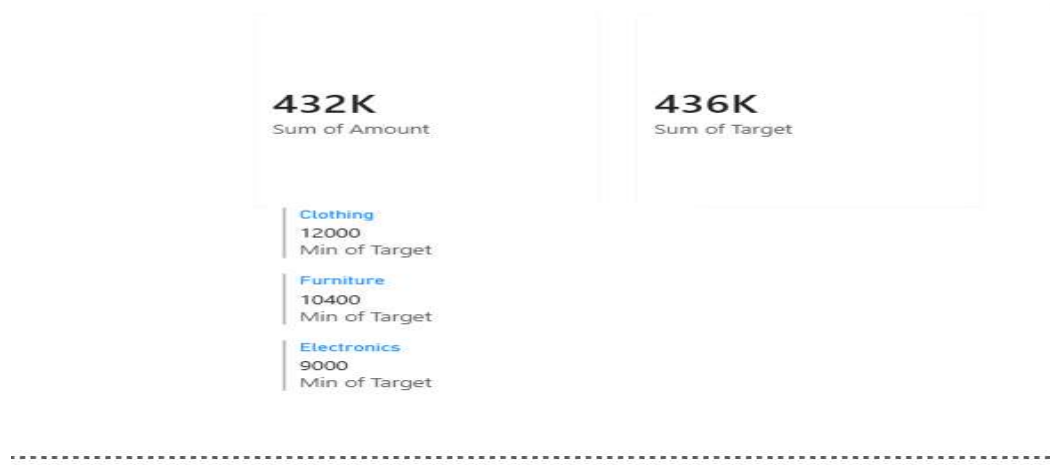 432K
Sum of Amount
436K
Sum of Target
Clothing
12000
Min of Target
Furniture
10400
Min of Target
Electronics
9000
Min of Target